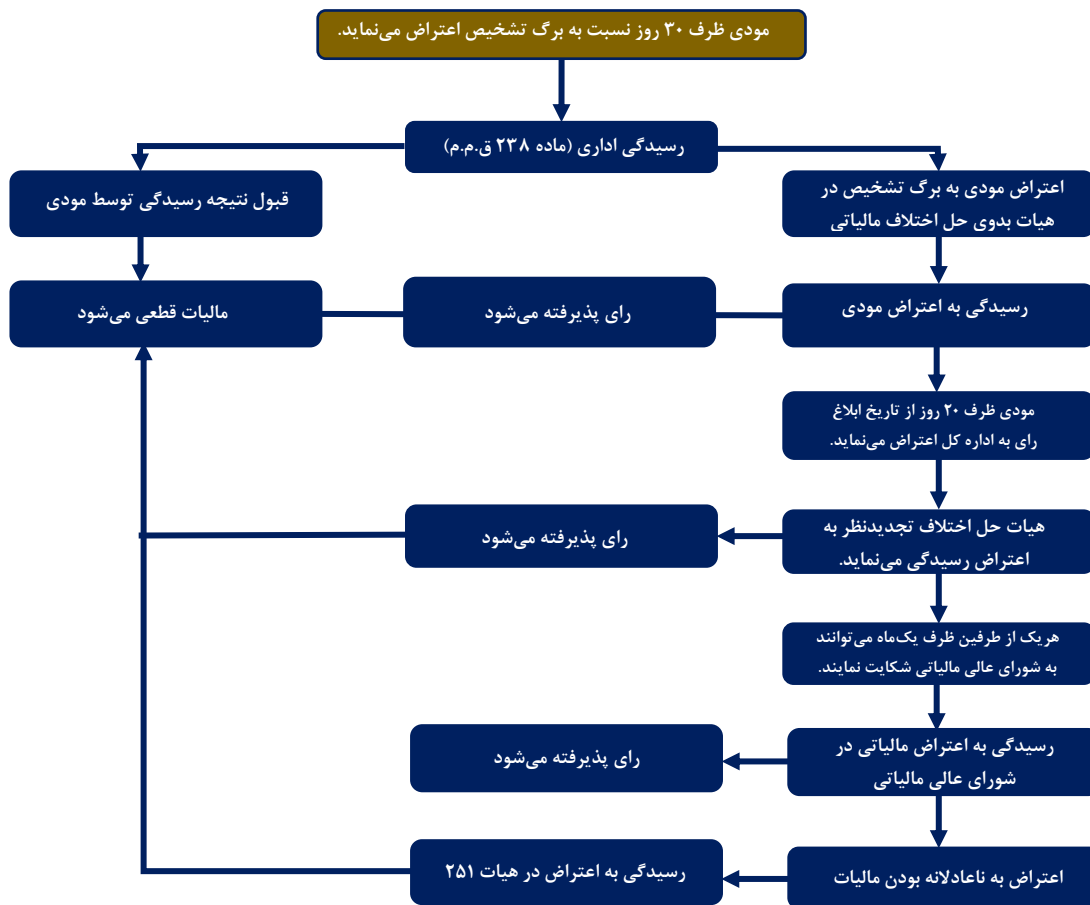 مودی ظرف ۳۰ روز نسبت به برگ تشخیص اعتراض می‌نماید.
رسیدگی اداری (ماده ۲۳۸ ق.م.م)
اعتراض مودی به برگ تشخیص در
هیات بدوی حل اختلاف مالیاتی
قبول نتیجه رسیدگی توسط مودی
رسیدگی به اعتراض مودی
رای پذیرفته می‌شود
مالیات قطعی می‌شود
مودی ظرف ۲۰ روز از تاریخ ابلاغ
رای به اداره کل اعتراض می‌نماید.
هیات حل اختلاف تجدیدنظر به
اعتراض رسیدگی می‌نماید.
رای پذیرفته می‌شود
هریک از طرفین ظرف یک‌ماه می‌توانند
به شورای عالی مالیاتی شکایت نمایند.
رسیدگی به اعتراض مالیاتی در
شورای عالی مالیاتی
رای پذیرفته می‌شود
اعتراض به ناعادلانه بودن مالیات
رسیدگی به اعتراض در هیات ۲۵۱